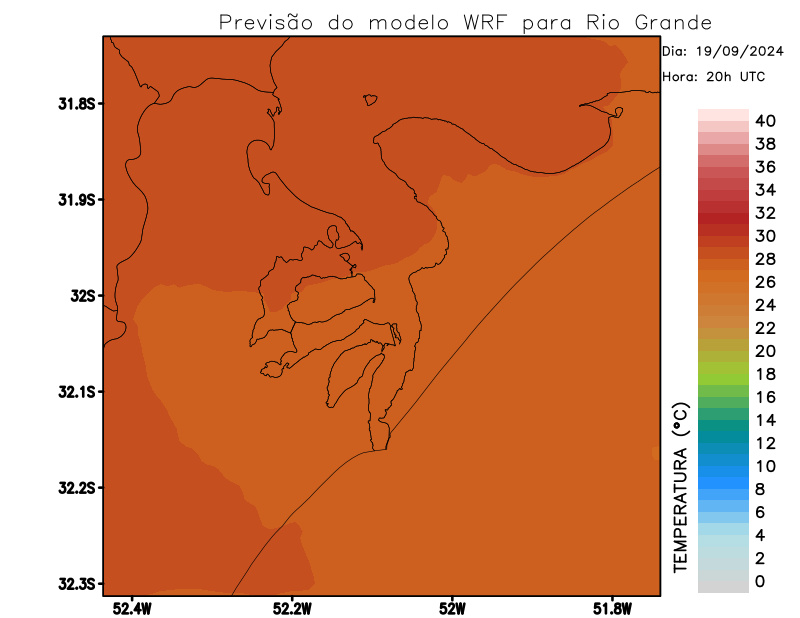 Previsão do modelo WRF para Rio Grande
Dia: 19/09/2024
Hora: 20h UTC
31.8S
31.9S
32S
32.1S
32.2S
32.3S
52.4W
52.2W
52W
51.8W
TEMPERATURA (°C)
40
38
36
34
32
30
28
26
24
22
20
18
16
14
12
10
8
6
4
2
0